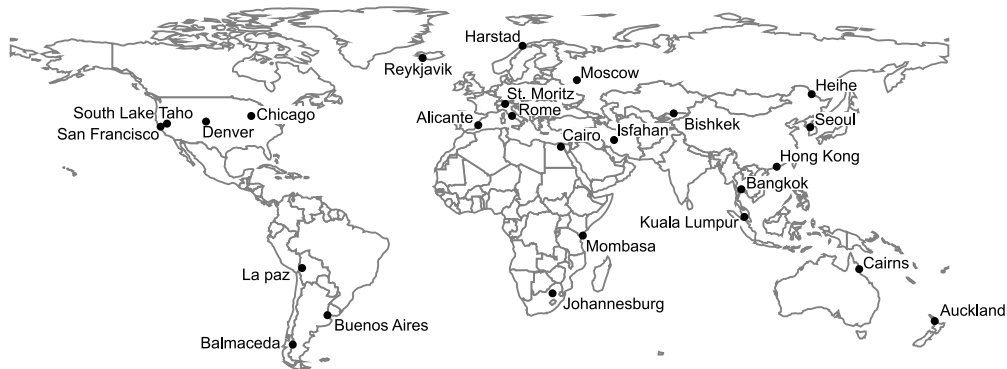 Harstad
Reykjavik
Moscow
St. Moritz
Heihe
South Lake Taho
Chicago
Rome
Alicante
San Francisco
Denver
Cairo
Isfahan
Bishkek
Seoul
Hong Kong
Bangkok
Kuala Lumpur
Mombasa
La paz
Cairns
Johannesburg
Auckland
Buenos Aires
Balmaceda